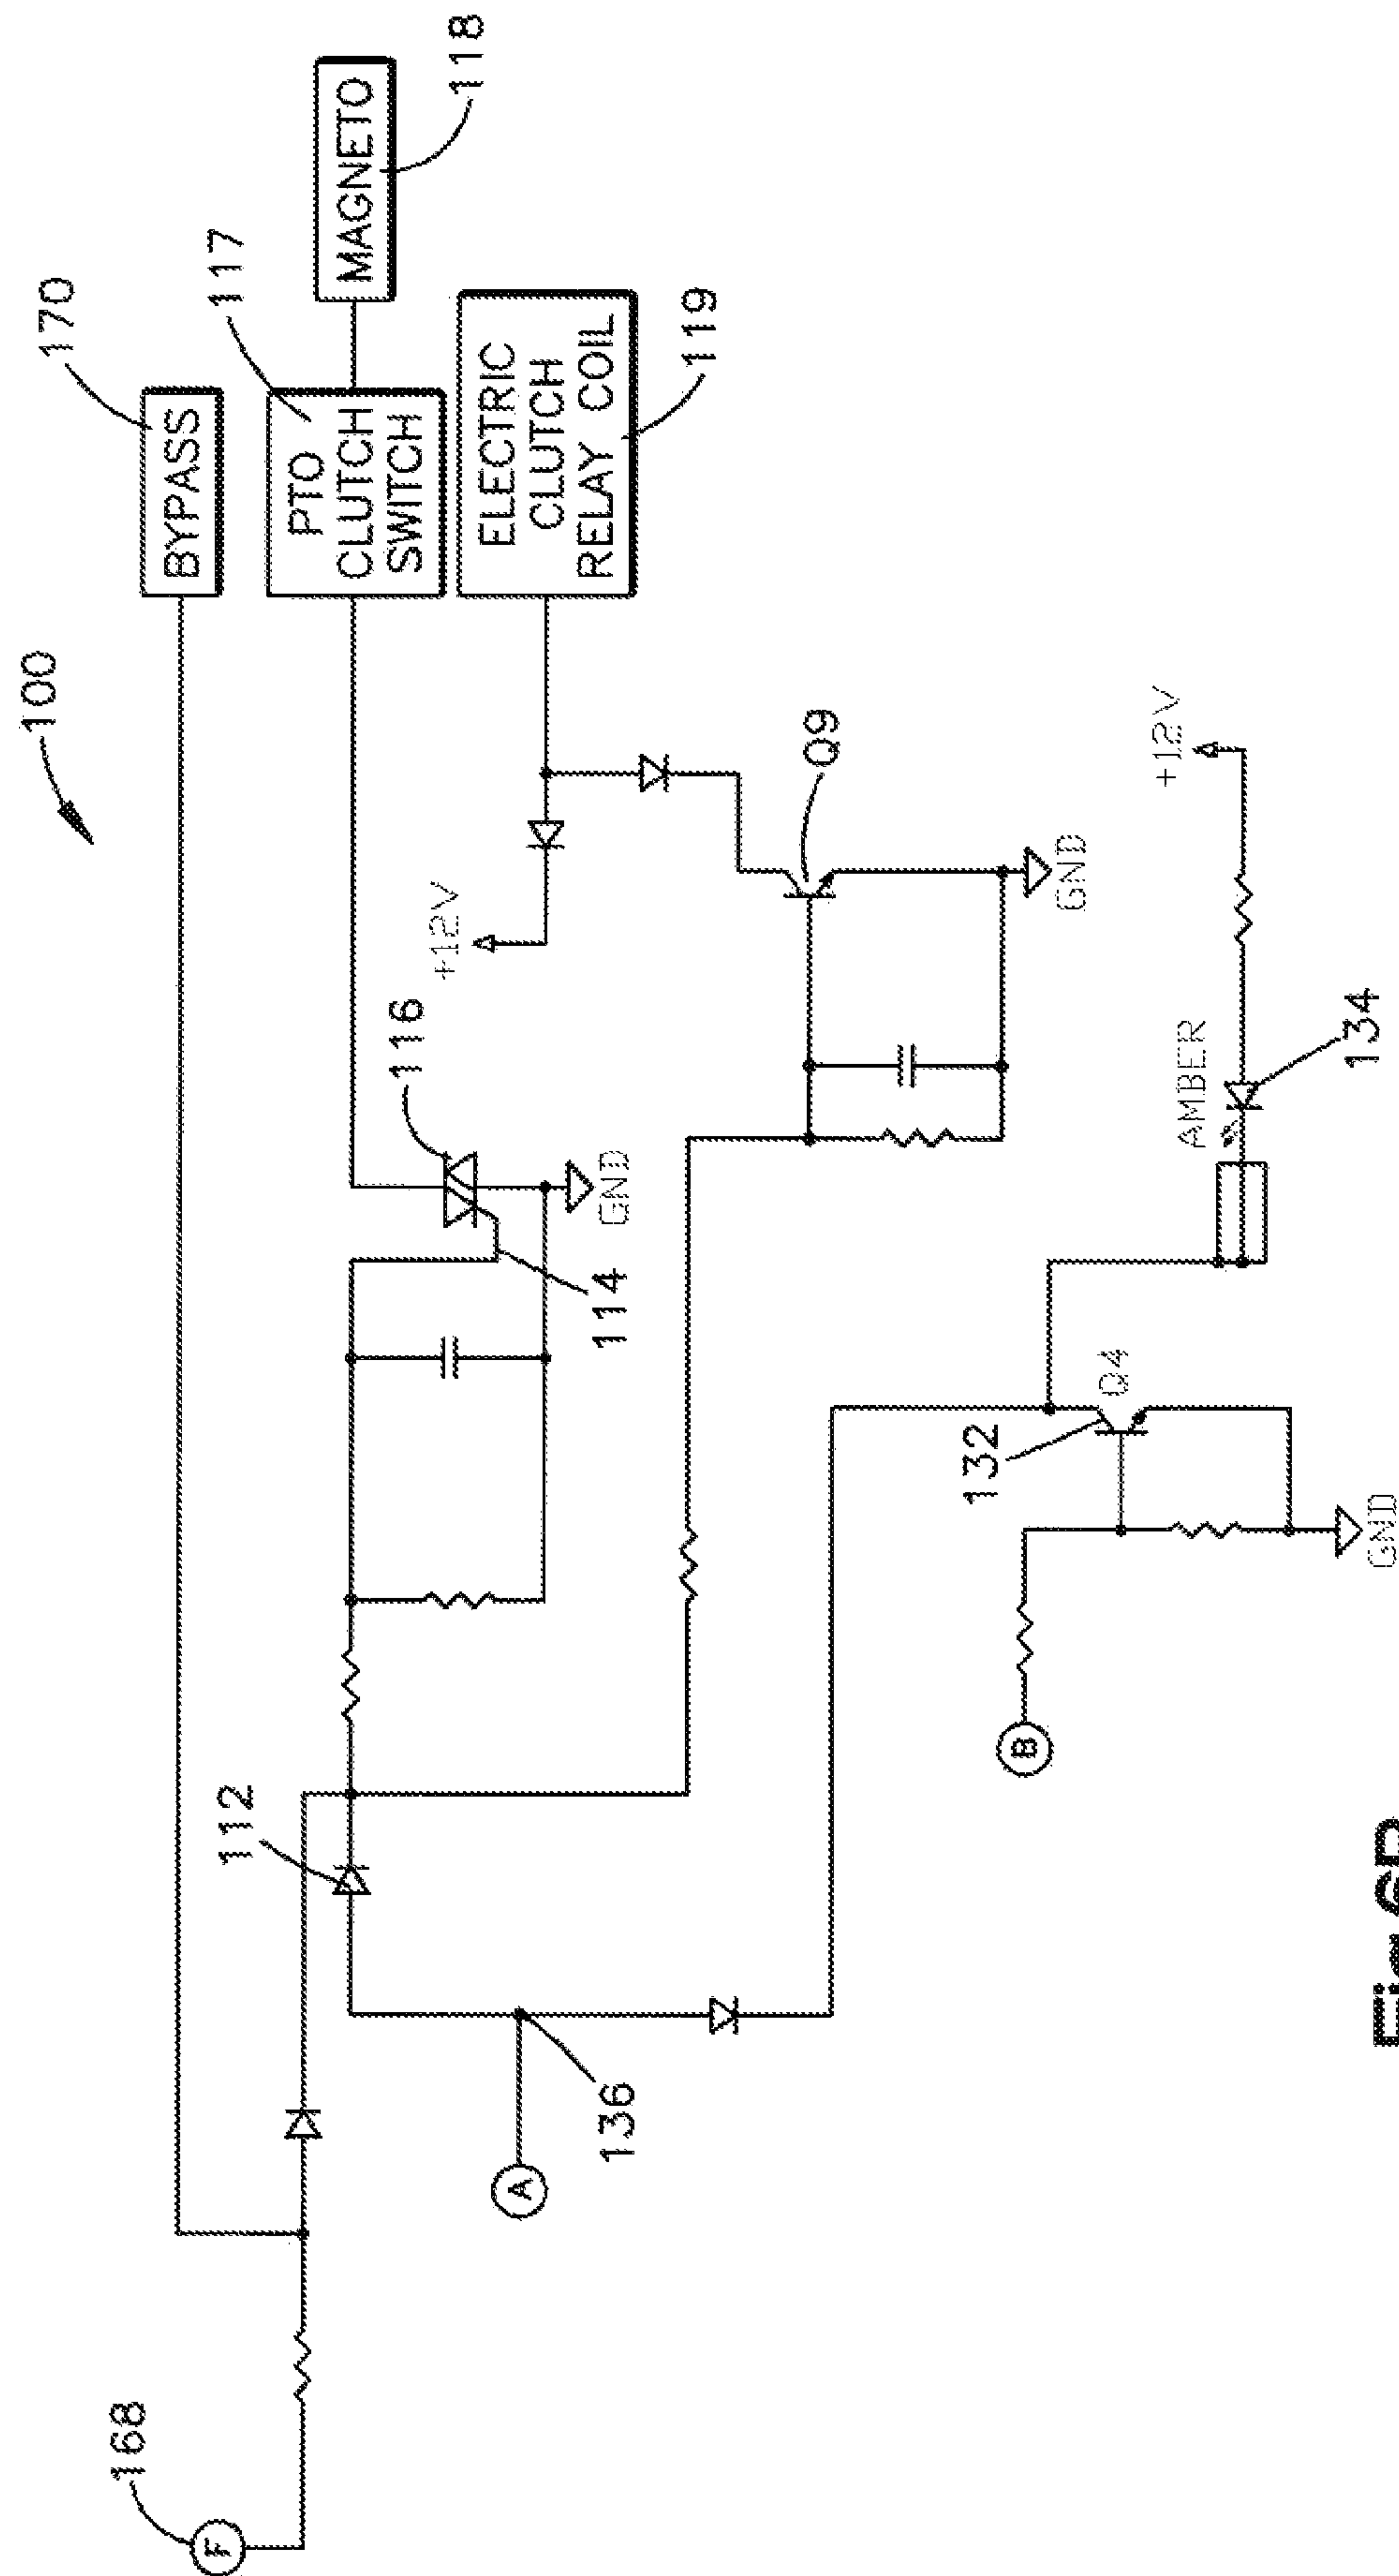 100
170
118
168
BYPASS
F
117
112
PTO
CLUTCH
SWITCH
MAGNETO
116
+12V
ELECTRIC
CLUTCH
RELAY COIL
A
136
114
GND
119
Q9
132
B
GND
Q4
AMBER
+12V
134
GND